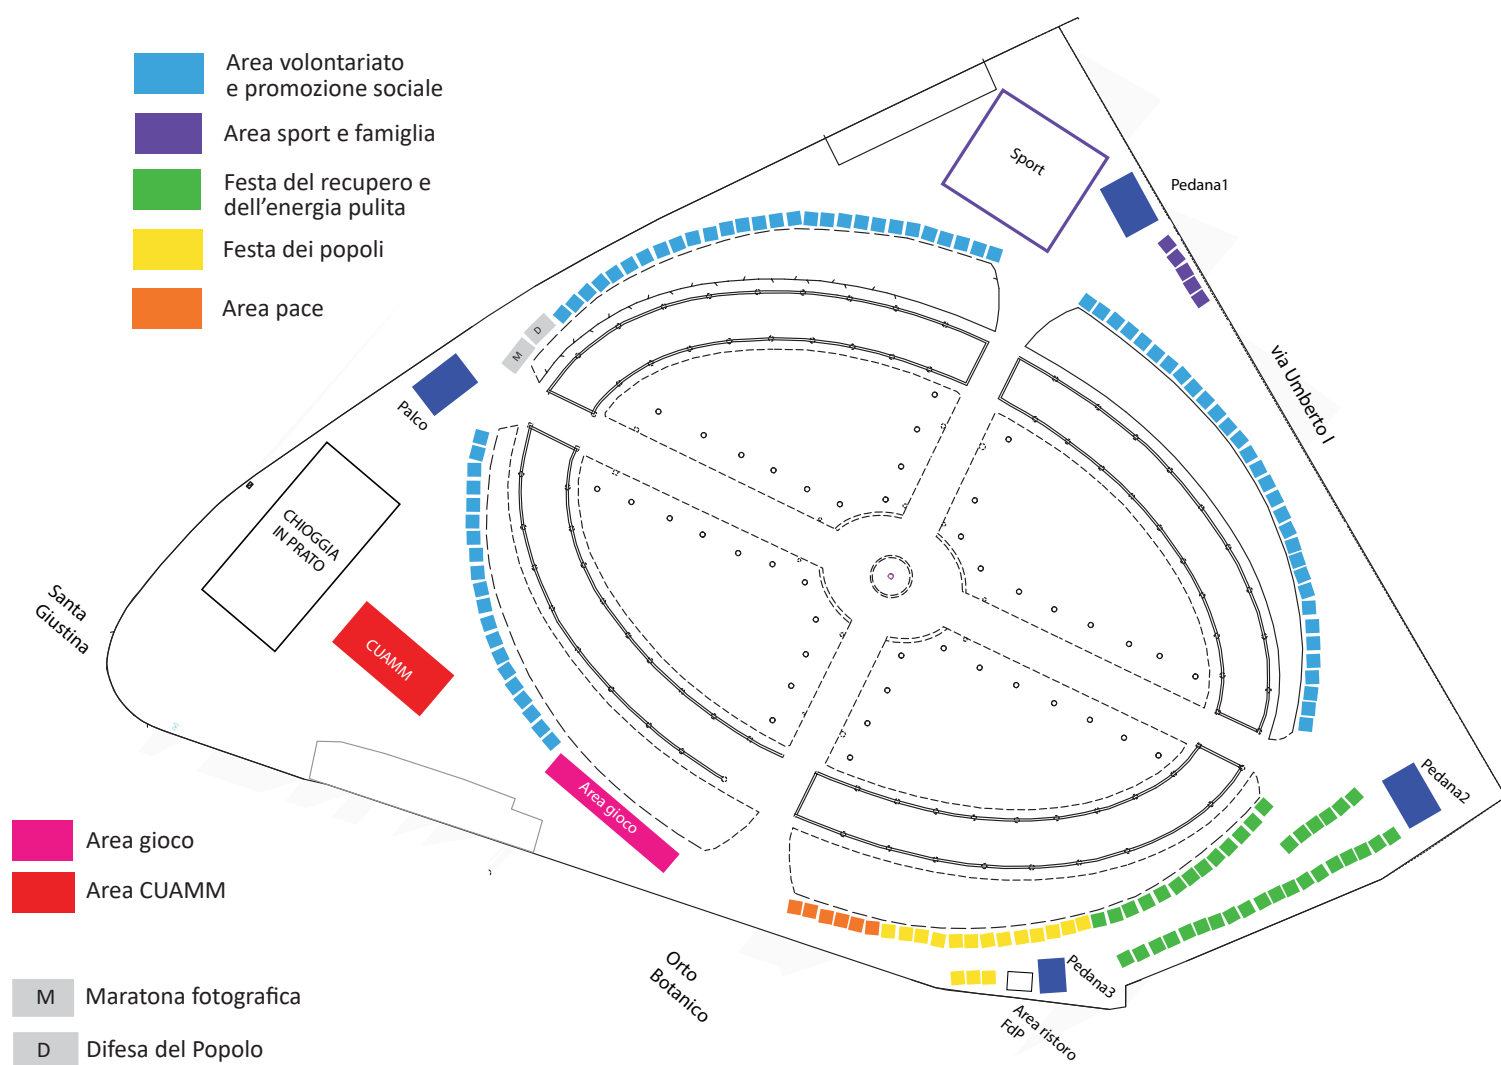 Area volontariato
e promozione sociale
Area sport e famiglia
Festa del recupero e
dell'energia pulita
Festa dei popoli
Area pace
Sport
Pedana1
via Umberto I
D
M
Palco
CHIOGGIA
IN PRATO
Santa
Giustina
CUAMM
Area gioco
Pedana2
Pedana3
Area ristoro
FdP
Orto
Botanico
Area gioco
Area CUAMM
M Maratona fotografica
D Difesa del Popolo